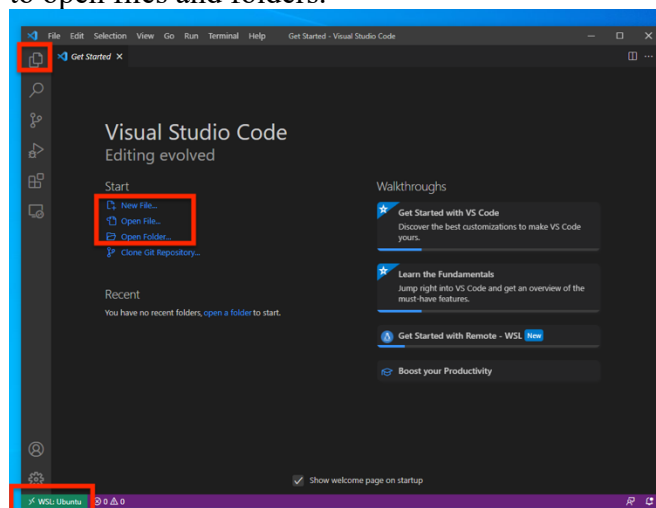 to open files and folders.
File Edit Selection View Go Run Terminal Help Get Started - Visual Studio Code
Get Started
Visual Studio Code
Editing evolved
Start
New File...
Open File...
Open Folder...
Clone Git Repository...
Recent
You have no recent folders, open a folder to start.
Walkthroughs
Get Started with VS Code
Discover the best customizations to make VS Code
yours.
Learn the Fundamentals
Jump right into VS Code and get an overview of the
must-have features.
Get Started with Remote - WSL New
Boost your Productivity
Show welcome page on startup
WSL: Ubuntu 0 0